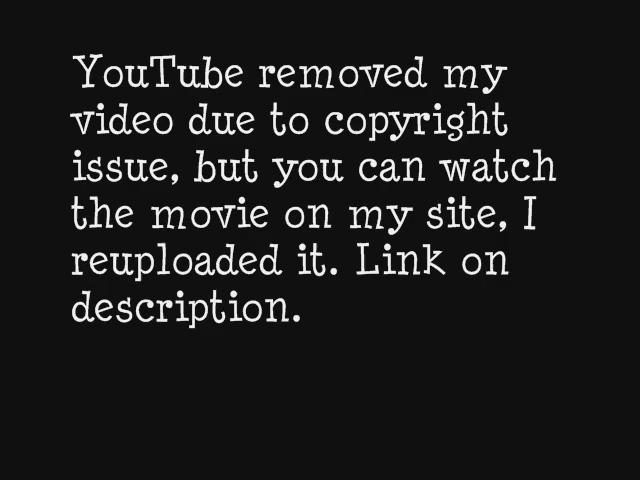 YouTube removed my
video due to copyright
issue, but you can watch
the movie on my site, I
reuploaded it. Link on
description.